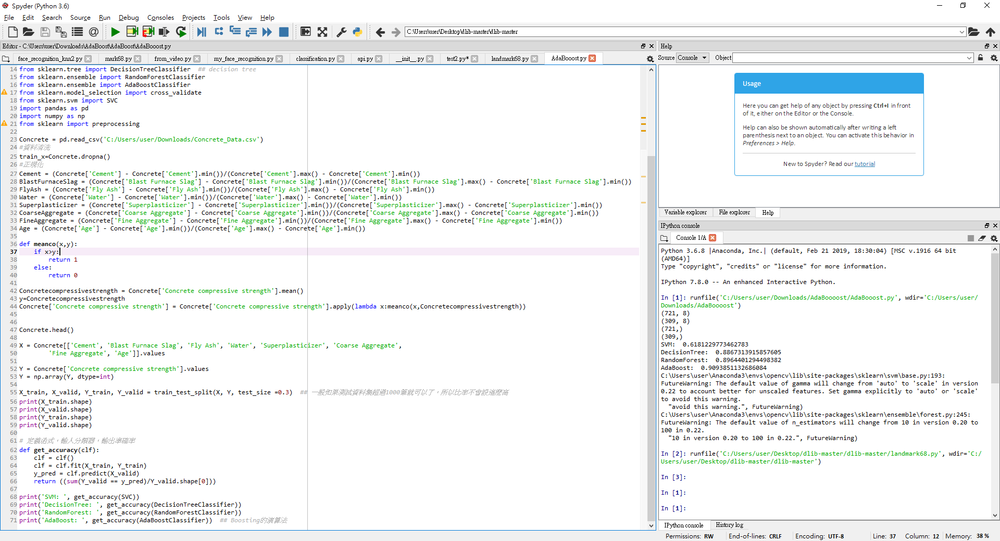 Spyder (Python 3.6)
File Edit Search Source Run Debug Consoles Projects Tools View Help
C:\Users\user\Desktop\dlib-master\dlib-master
Editor - C:\Users\user\Downloads\AdaBoost\AdaBoost\AdaBooost.py
face_recognition_knn2.py mark68.py from_video.py my_face_recognition.py classification.py api.py __init__.py test2.py* landmark68.py AdaBooost.py
14 from sklearn.tree import DecisionTreeClassifier ## decision tree
15 from sklearn.ensemble import RandomForestClassifier
16 from sklearn.ensemble import AdaBoostClassifier
17 from sklearn.model_selection import cross_validate
18 from sklearn.svm import SVC
19 import pandas as pd
20 import numpy as np
21 from sklearn import preprocessing
22
23 Concrete = pd.read_csv('C:/Users/user/Downloads/Concrete_Data.csv')
24 #資料清洗
25 train_x=Concrete.dropna()
26 #正規化
27 Cement = (Concrete['Cement'] - Concrete['Cement'].min())/(Concrete['Cement'].max() - Concrete['Cement'].min())
28 BlastFurnaceSlag = (Concrete['Blast Furnace Slag'] - Concrete['Blast Furnace Slag'].min())/(Concrete['Blast Furnace Slag'].max() - Concrete['Blast Furnace Slag'].min())
29 FlyAsh = (Concrete['Fly Ash'] - Concrete['Fly Ash'].min())/(Concrete['Fly Ash'].max() - Concrete['Fly Ash'].min())
30 Water = (Concrete['Water'] - Concrete['Water'].min())/(Concrete['Water'].max() - Concrete['Water'].min())
31 Superplasticizer = (Concrete['Superplasticizer'] - Concrete['Superplasticizer'].min())/(Concrete['Superplasticizer'].max() - Concrete['Superplasticizer'].min())
32 CoarseAggregate = (Concrete['Coarse Aggregate'] - Concrete['Coarse Aggregate'].min())/(Concrete['Coarse Aggregate'].max() - Concrete['Coarse Aggregate'].min())
33 FineAggregate = (Concrete['Fine Aggregate'] - Concrete['Fine Aggregate'].min())/(Concrete['Fine Aggregate'].max() - Concrete['Fine Aggregate'].min())
34 Age = (Concrete['Age'] - Concrete['Age'].min())/(Concrete['Age'].max() - Concrete['Age'].min())
35
36 def meanco(x,y):
37 if x>y:
38 return 1
39 else:
40 return 0
41
42 Concretecompressivestrength = Concrete['Concrete compressive strength'].mean()
43 y=Concretecompressivestrength
44 Concrete['Concrete compressive strength'] = Concrete['Concrete compressive strength'].apply(lambda x:meanco(x,Concretecompressivestrength))
45
46
47 Concrete.head()
48
49 X = Concrete[['Cement', 'Blast Furnace Slag', 'Fly Ash', 'Water', 'Superplasticizer', 'Coarse Aggregate',
50 'Fine Aggregate', 'Age']].values
51
52 Y = Concrete['Concrete compressive strength'].values
53 Y = np.array(Y, dtype=int)
54
55 X_train, X_valid, Y_train, Y_valid = train_test_split(X, Y, test_size =0.3) ## 一般如果測試資料集超過1000筆就可以了，所以比率不會設這麼高
56 print(X_train.shape)
57 print(X_valid.shape)
58 print(Y_train.shape)
59 print(Y_valid.shape)
60
61 # 定義函式，輸入分類器，輸出準確率
62 def get_accuracy(clf):
63 clf = clf()
64 clf = clf.fit(X_train, Y_train)
65 y_pred = clf.predict(X_valid)
66 return ((sum(Y_valid == y_pred)/Y_valid.shape[0]))
67
68 print('SVM: ', get_accuracy(SVC))
69 print('DecisionTree: ', get_accuracy(DecisionTreeClassifier))
70 print('RandomForest: ', get_accuracy(RandomForestClassifier))
71 print('AdaBoost: ', get_accuracy(AdaBoostClassifier)) ## Boosting的演算法
Help
Source Console Object
Usage
Here you can get help of any object by pressing Ctrl+I in front
of it, either on the Editor or the Console.
Help can also be shown automatically after writing a left
parenthesis next to an object. You can activate this behavior in
Preferences > Help.
New to Spyder? Read our tutorial
Variable explorer File explorer Help
IPython console
Console 1/A
Python 3.6.8 |Anaconda, Inc.| (default, Feb 21 2019, 18:30:04) [MSC v.1916 64 bit
(AMD64)]
Type "copyright", "credits" or "license" for more information.
IPython 7.8.0 -- An enhanced Interactive Python.
In [1]: runfile('C:/Users/user/Downloads/AdaBoooost/AdaBooost.py', wdir='C:/Users/user/
Downloads/AdaBoooost')
(721, 8)
(309, 8)
(721,)
(309,)
SVM: 0.6181229773462783
DecisionTree: 0.8867313915857605
RandomForest: 0.8964401294498382
AdaBoost: 0.9093851132686084
C:\Users\user\Anaconda3\envs\opencv\lib\site-packages\sklearn\svm\base.py:193:
FutureWarning: The default value of gamma will change from 'auto' to 'scale' in version
0.22 to account better for unscaled features. Set gamma explicitly to 'auto' or 'scale'
to avoid this warning.
"avoid this warning.", FutureWarning)
C:\Users\user\Anaconda3\envs\opencv\lib\site-packages\sklearn\ensemble\forest.py:245:
FutureWarning: The default value of n_estimators will change from 10 in version 0.20 to
100 in 0.22.
"10 in version 0.20 to 100 in 0.22.", FutureWarning)
In [2]: runfile('C:/Users/user/Desktop/dlib-master/dlib-master/landmark68.py', wdir='C:/
Users/user/Desktop/dlib-master/dlib-master')
In [3]:
In [1]:
In [1]:
IPython console History log
Permissions: RW End-of-lines: CRLF Encoding: UTF-8 Line: 37 Column: 12 Memory: 38 %